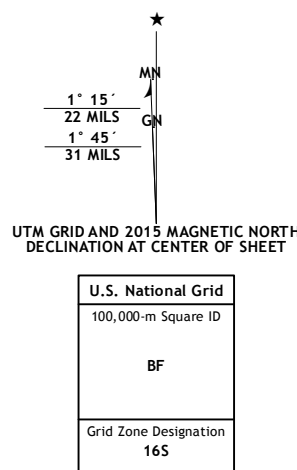 ★
MN
1° 15´
22 MILS
GN
1° 45´
31 MILS
UTM GRID AND 2015 MAGNETIC NORTH
DECLINATION AT CENTER OF SHEET
U.S. National Grid
100,000-m Square ID
BF
Grid Zone Designation
16S